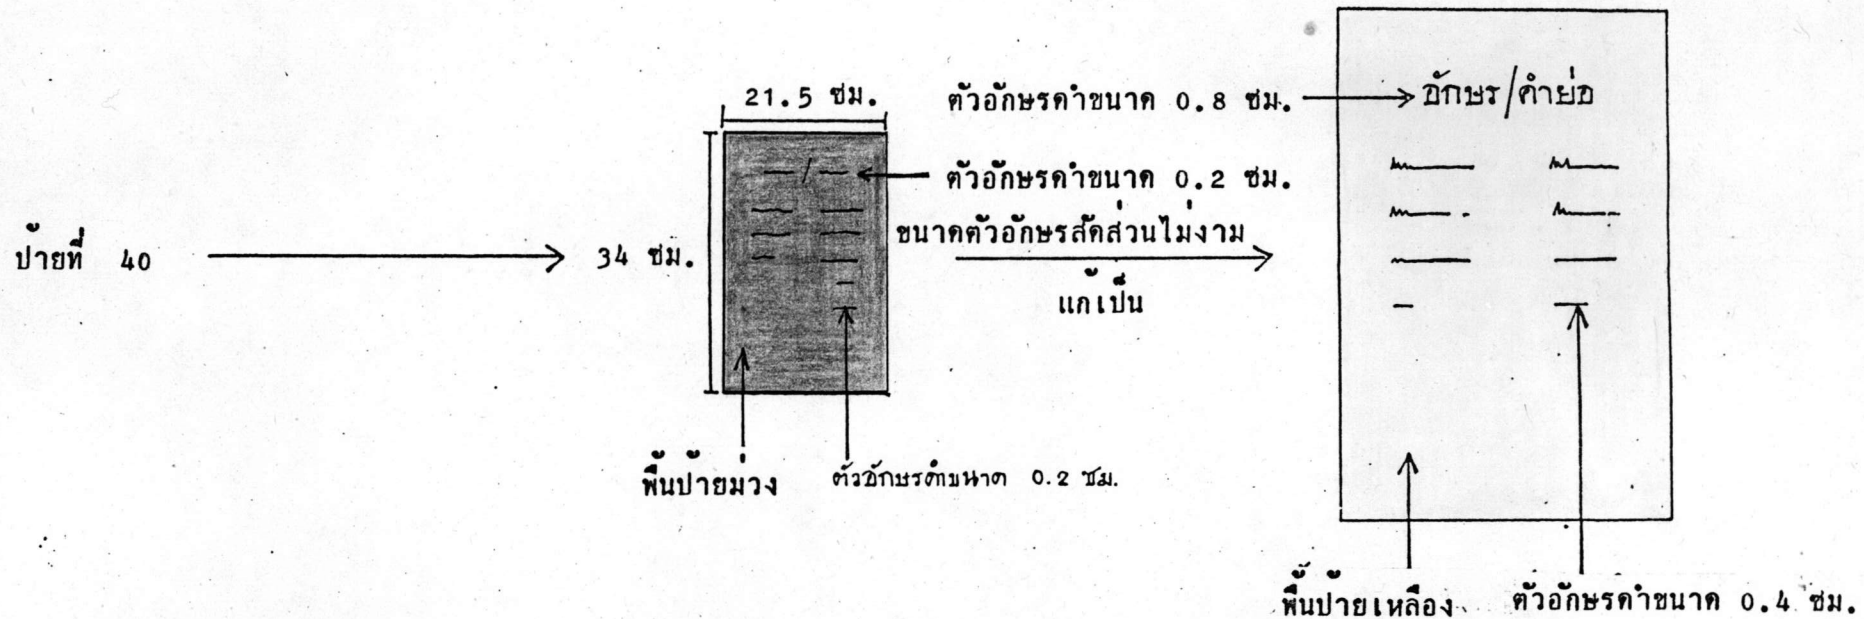 21.5 ซม.
ตัวอักษรดำขนาด 0.8 ซม.
อักษร/คำย่อ
ตัวอักษรดำขนาด 0.2 ซม.
ขนาดตัวอักษรสัดส่วนไม่งาม
ป้ายที่ 40
34 ซม.
แก้เป็น
พื้นป้ายม่วง
ตัวอักษรดำขนาด 0.2 ซม.
พื้นป้ายเหลือง
ตัวอักษรดำขนาด 0.4 ซม.